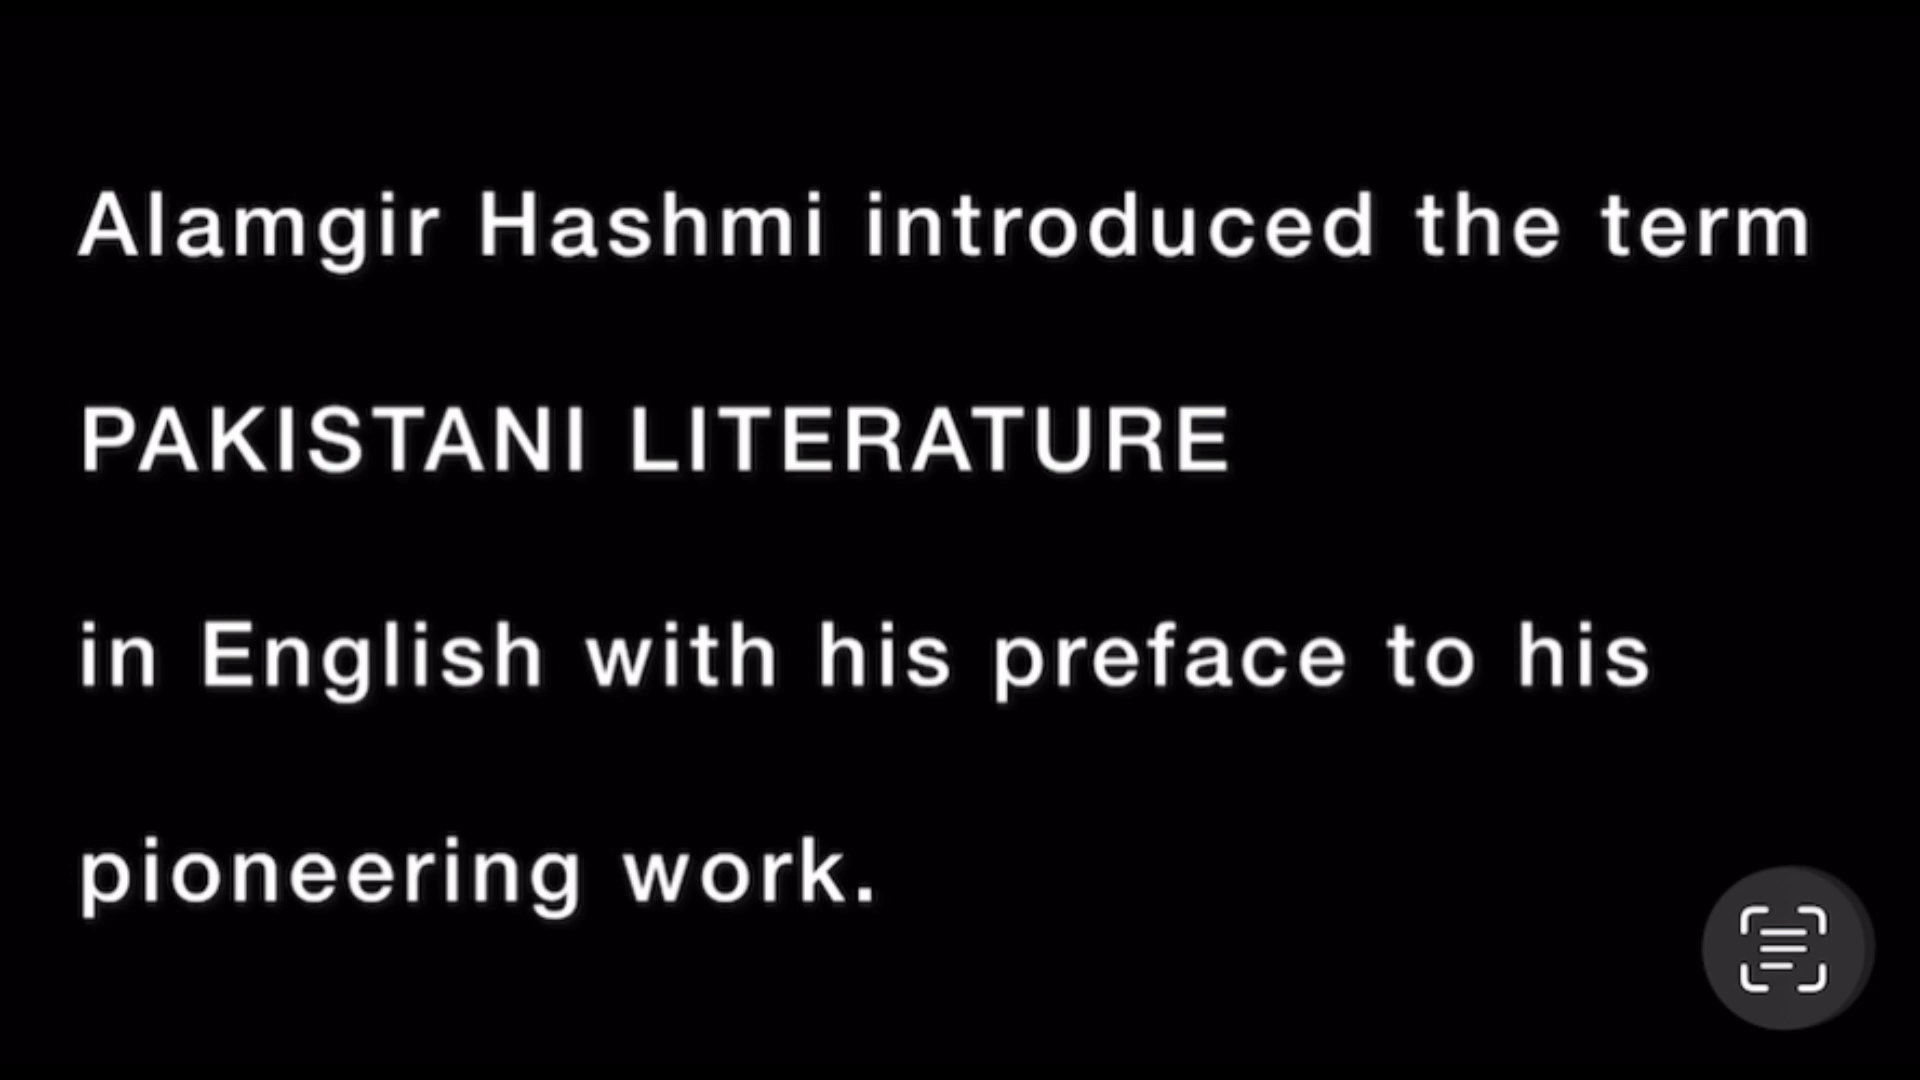 Alamgir Hashmi introduced the term
PAKISTANI LITERATURE
in English with his preface to his
pioneering work.